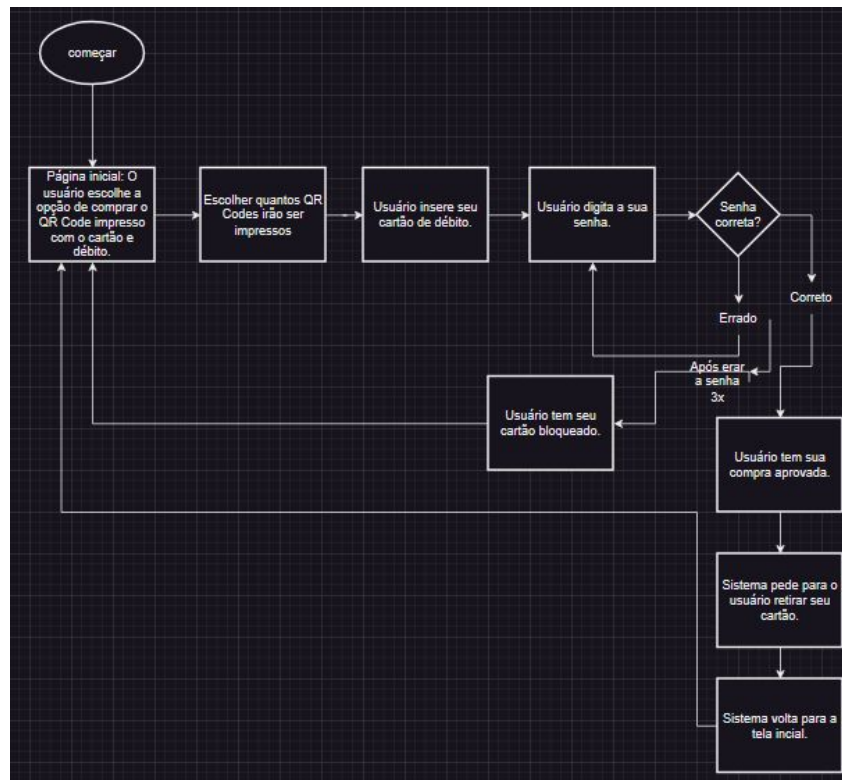 começar
Página inicial: O
usuário escolhe a
opção de comprar o
QR Code impresso
com o cartão e
débito.
Escolher quantos QR
Codes irão ser
impressos
Usuário insere seu
cartão de débito.
Usuário digita a sua
senha.
Senha
correta?
Errado
Correto
Após erar
a senha
3x
Usuário tem seu
cartão bloqueado.
Usuário tem sua
compra aprovada.
Sistema pede para o
usuário retirar seu
cartão.
Sistema volta para a
tela incial.